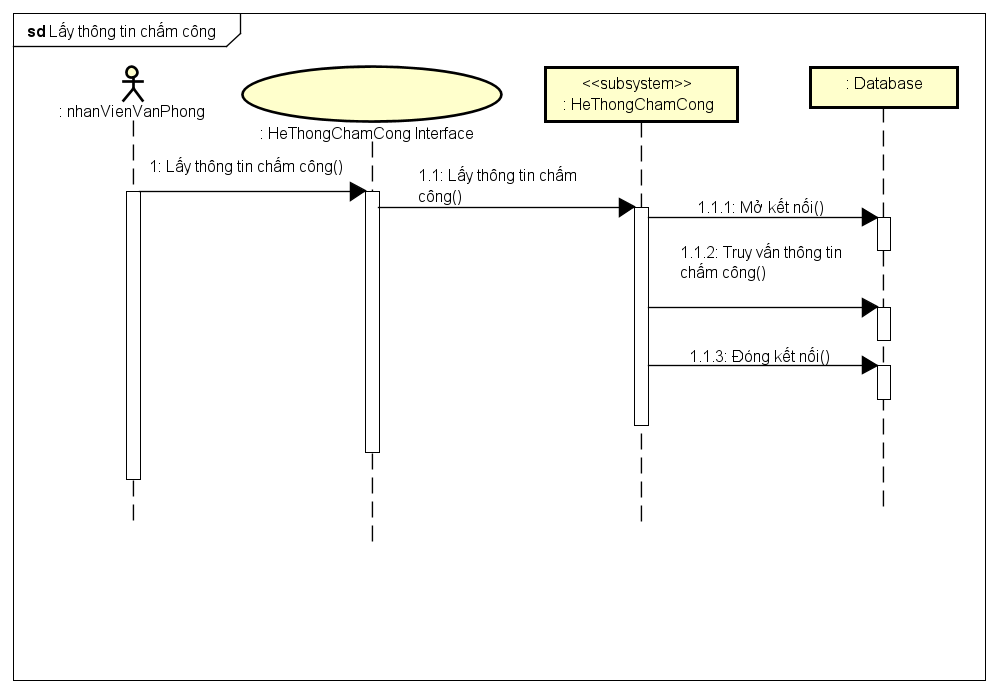 sd Lấy thông tin chấm công
: nhanVienVanPhong
: HeThongChamCong Interface
<<subsystem>>
: HeThongChamCong
: Database
1: Lấy thông tin chấm công()
1.1: Lấy thông tin chấm
công()
1.1.1: Mở kết nối()
1.1.2: Truy vấn thông tin
chấm công()
1.1.3: Đóng kết nối()